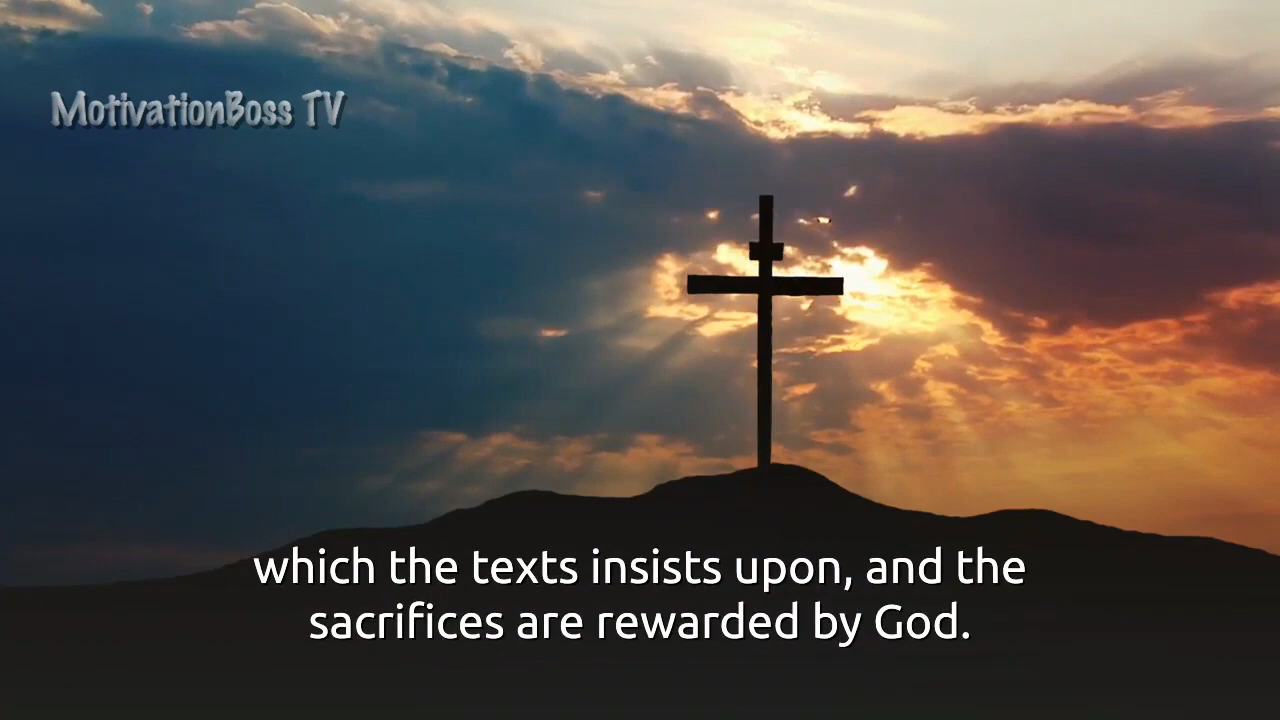 MotivationBoss TV
which the texts insists upon, and the
sacrifices are rewarded by God.